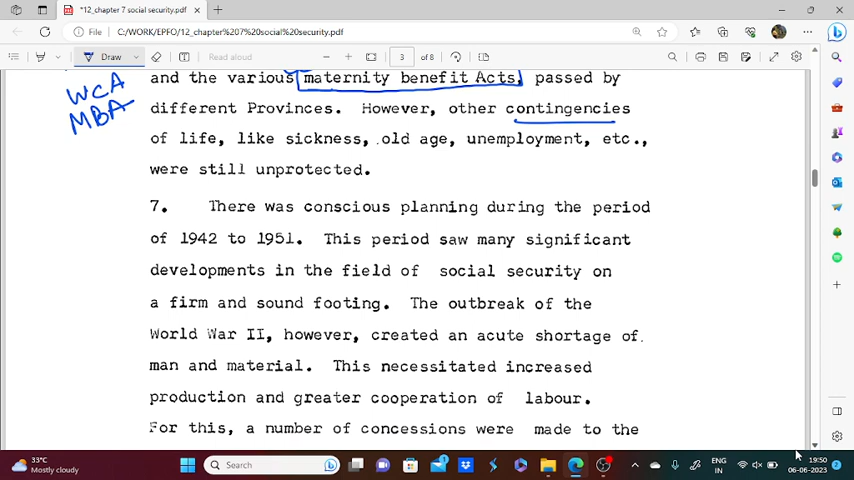 *12_chapter 7 social security.pdf
File
C:/WORK/EPFO/12_chapter%207%20social%20security.pdf
Draw
Read aloud
3
of 8
and the various maternity benefit Acts, passed by
WCA
different Provinces. However, other contingencies
MBA
of life, like sickness, old age, unemployment, etc.,
were still unprotected.
7. There was conscious planning during the period
of 1942 to 1951. This period saw many significant
developments in the field of social security on
a firm and sound footing. The outbreak of the
World War II, however, created an acute shortage of
man and material. This necessitated increased
production and greater cooperation of labour.
For this, a number of concessions were made to the
33°C
Mostly cloudy
Search
ENG
IN
19:50
06-06-2023